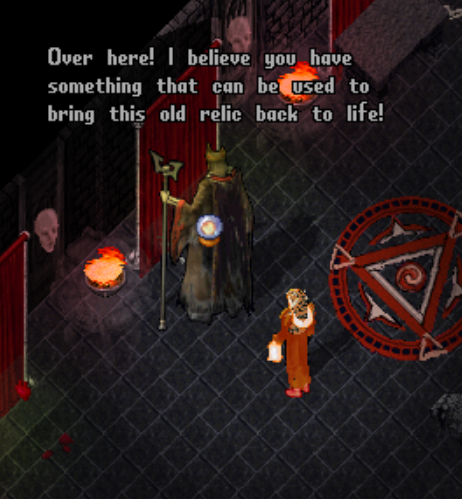 Over here! I believe you have
something that can be used to
bring this old relic back to life!